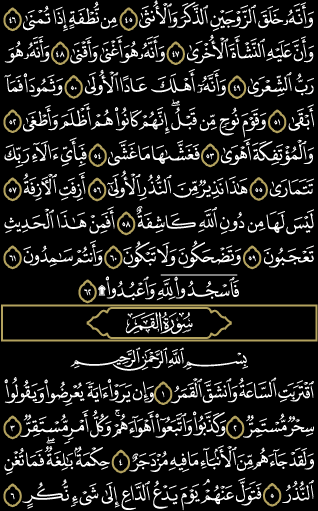 وَأَنَّهُۥ خَلَقَ ٱلزَّوْجَيْنِ ٱلذَّكَرَ وَٱلْأُنثَىٰ ٤٥ مِن نُّطْفَةٍ إِذَا تُمْنَىٰ ٤٦
وَأَنَّ عَلَيْهِ ٱلنَّشْأَةَ ٱلْأُخْرَىٰ ٤٧ وَأَنَّهُۥ هُوَ أَغْنَىٰ وَأَقْنَىٰ ٤٨ وَأَنَّهُۥ هُوَ
رَبُّ ٱلشِّعْرَىٰ ٤٩ وَأَنَّهُۥٓ أَهْلَكَ عَادًا ٱلْأُولَىٰ ٥٠ وَثَمُودَا۟ فَمَآ
أَبْقَىٰ ٥١ وَقَوْمَ نُوحٍ مِّن قَبْلُ ۖ إِنَّهُمْ كَانُوا۟ هُمْ أَظْلَمَ وَأَطْغَىٰ ٥٢
وَٱلْمُؤْتَفِكَةَ أَهْوَىٰ ٥٣ فَغَشَّىٰهَا مَا غَشَّىٰ ٥٤ فَبِأَىِّ ءَالَآءِ رَبِّكَ
تَتَمَارَىٰ ٥٥ هَٰذَا نَذِيرٌ مِّنَ ٱلنُّذُرِ ٱلْأُولَىٰٓ ٥٦ أَزِفَتِ ٱلْءَازِفَةُ ٥٧
لَيْسَ لَهَا مِن دُونِ ٱللَّهِ كَاشِفَةٌ ٥٨ أَفَمِنْ هَٰذَا ٱلْحَدِيثِ
تَعْجَبُونَ ٥٩ وَتَضْحَكُونَ وَلَا تَبْكُونَ ٦٠ وَأَنتُمْ سَٰمِدُونَ ٦١
فَٱسْجُدُوا۟ لِلَّهِ وَٱعْبُدُوا۟ ۩ ٦٢
سُورَةُ القَمَرِ
بِسْمِ ٱللَّهِ ٱلرَّحْمَٰنِ ٱلرَّحِيمِ
ٱقْتَرَبَتِ ٱلسَّاعَةُ وَٱنشَقَّ ٱلْقَمَرُ ١ وَإِن يَرَوْا۟ ءَايَةً يُعْرِضُوا۟ وَيَقُولُوا۟
سِحْرٌ مُّسْتَمِرٌّ ٢ وَكَذَّبُوا۟ وَٱتَّبَعُوٓا۟ أَهْوَآءَهُمْ ۚ وَكُلُّ أَمْرٍ مُّسْتَقِرٌّ ٣
وَلَقَدْ جَآءَهُم مِّنَ ٱلْأَنۢبَآءِ مَا فِيهِ مُزْدَجَرٌ ٤ حِكْمَةٌۢ بَٰلِغَةٌ ۖ فَمَا تُغْنِ
ٱلنُّذُرُ ٥ فَتَوَلَّ عَنْهُمْ ۘ يَوْمَ يَدْعُ ٱلدَّاعِ إِلَىٰ شَىْءٍ نُّكُرٍ ٦